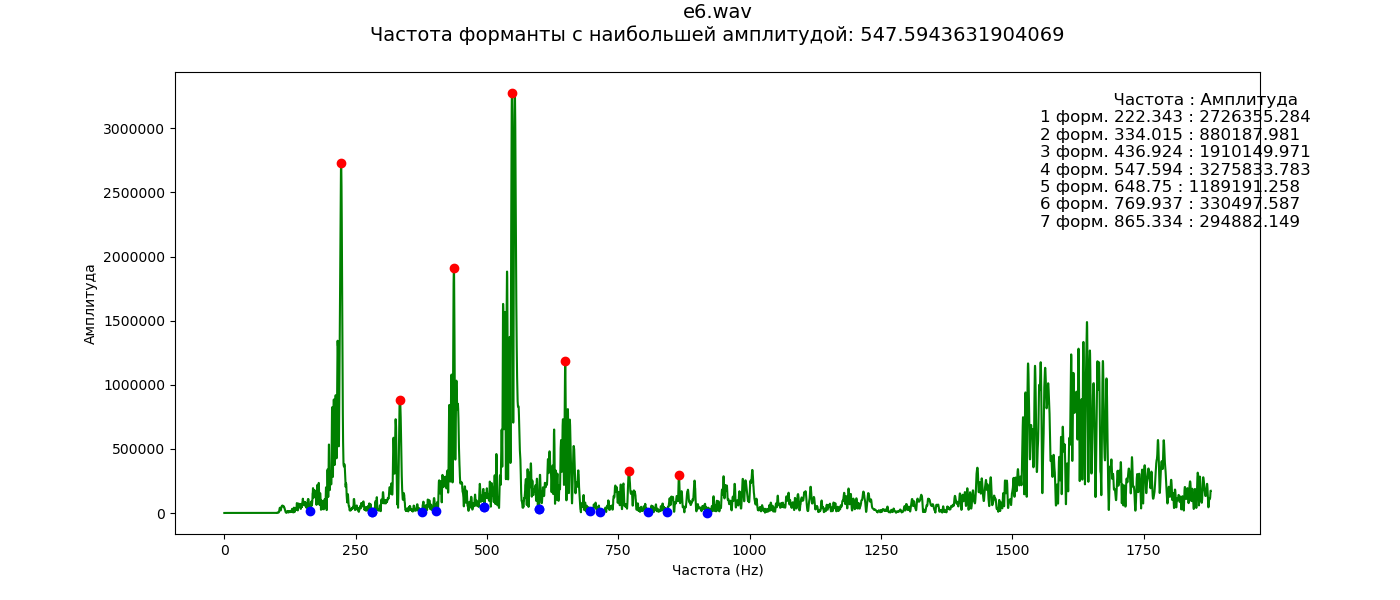 e6.wav
Частота форманты с наибольшей амплитудой: 547.5943631904069
Частота : Амплитуда
1 форм. 222.343 : 2726355.284
2 форм. 334.015 : 880187.981
3 форм. 436.924 : 1910149.971
4 форм. 547.594 : 3275833.783
5 форм. 648.75 : 1189191.258
6 форм. 769.937 : 330497.587
7 форм. 865.334 : 294882.149
Амплитуда
3000000
2500000
2000000
1500000
1000000
500000
0
0 250 500 750 1000 1250 1500 1750
Частота (Hz)